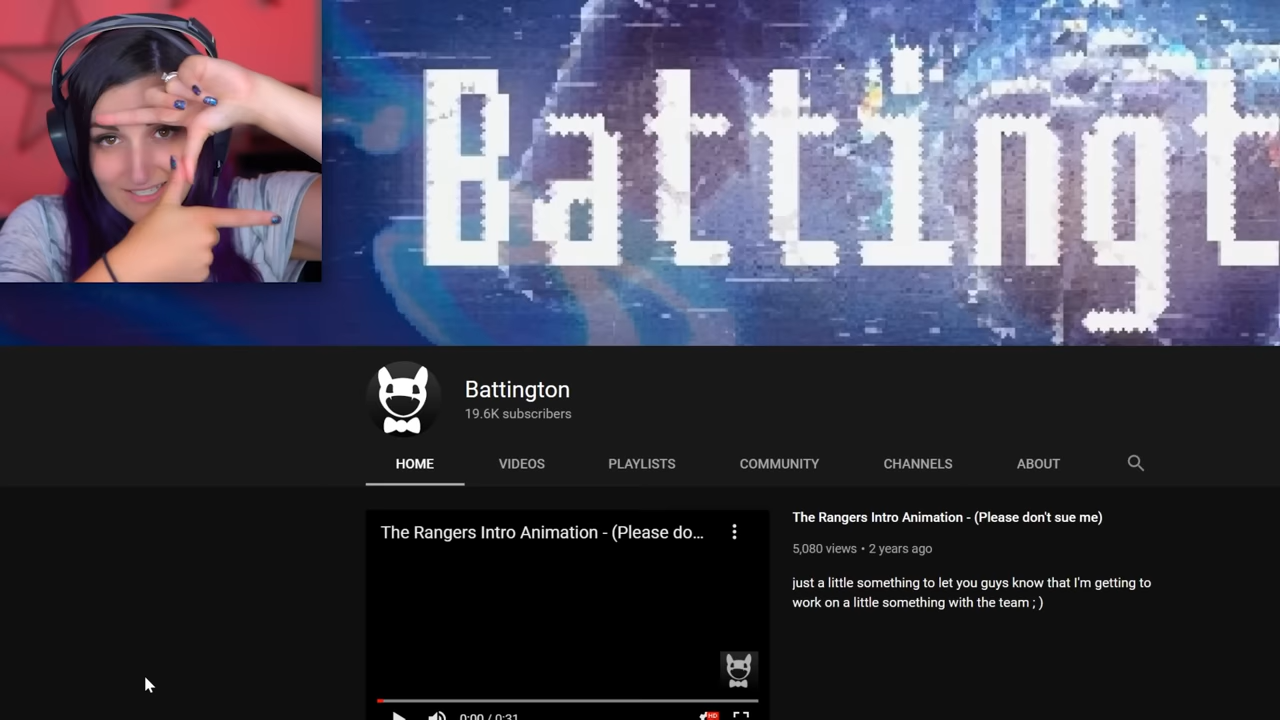 Battingt
Battington
19.6K subscribers
HOME VIDEOS PLAYLISTS COMMUNITY CHANNELS ABOUT
The Rangers Intro Animation - (Please do...
The Rangers Intro Animation - (Please don't sue me)
5,080 views • 2 years ago
just a little something to let you guys know that I'm getting to
work on a little something with the team ; )
0:00 / 0:31
HD